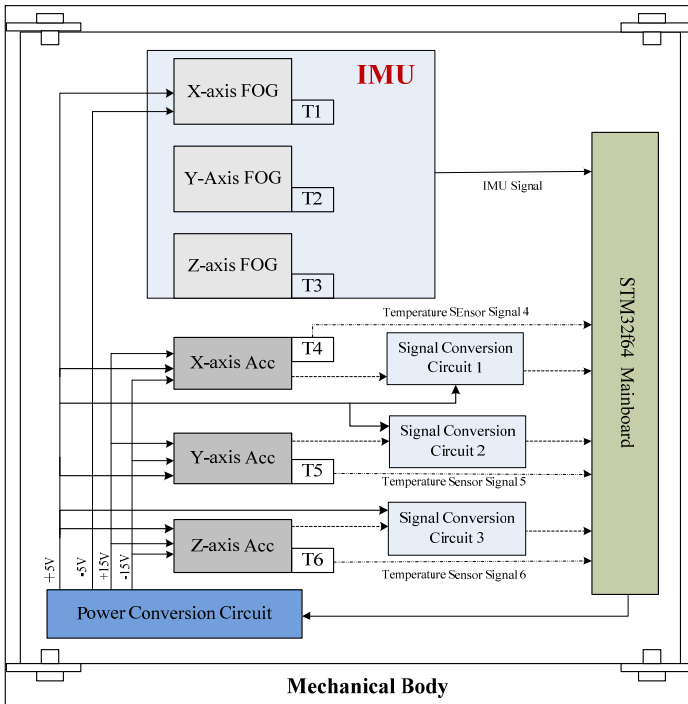 IMU
X-axis FOG
T1
Y-Axis FOG
T2
IMU Signal
Z-axis FOG
T3
STM32f64 Mainboard
Temperature SEnsor Signal 4
T4
X-axis Acc
Signal Conversion
Circuit 1
Y-axis Acc
T5
Signal Conversion
Circuit 2
Temperature Sensor Signal 5
Z-axis Acc
T6
Signal Conversion
Circuit 3
Temperature Sensor Signal 6
+5V
-5V
+15V
-15V
Power Conversion Circuit
Mechanical Body